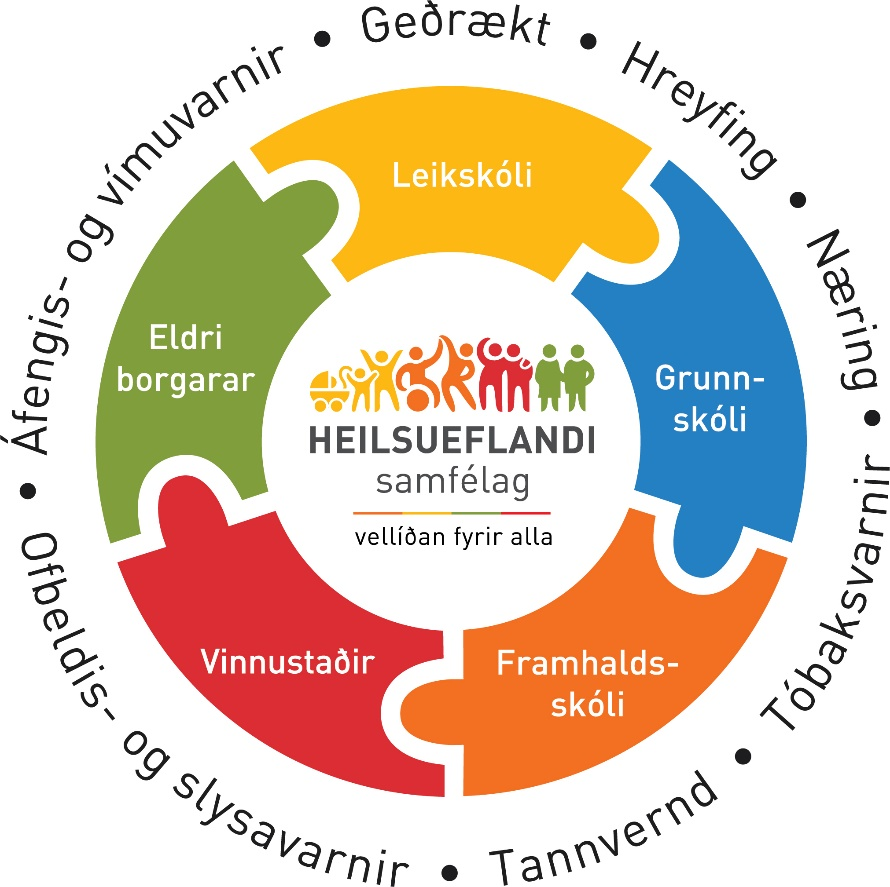 Geðrækt
Hreyfing
Næring
Tóbaksvarnir
Tannvernd
Ofbeldis- og slysavarnir
Áfengis- og vímuvarnir
Leikskóli
Grunn-
skóli
Framhalds-
skóli
Vinnustaðir
Eldri
borgarar
HEILSUEFLANDI
samfélag
vellíðan fyrir alla